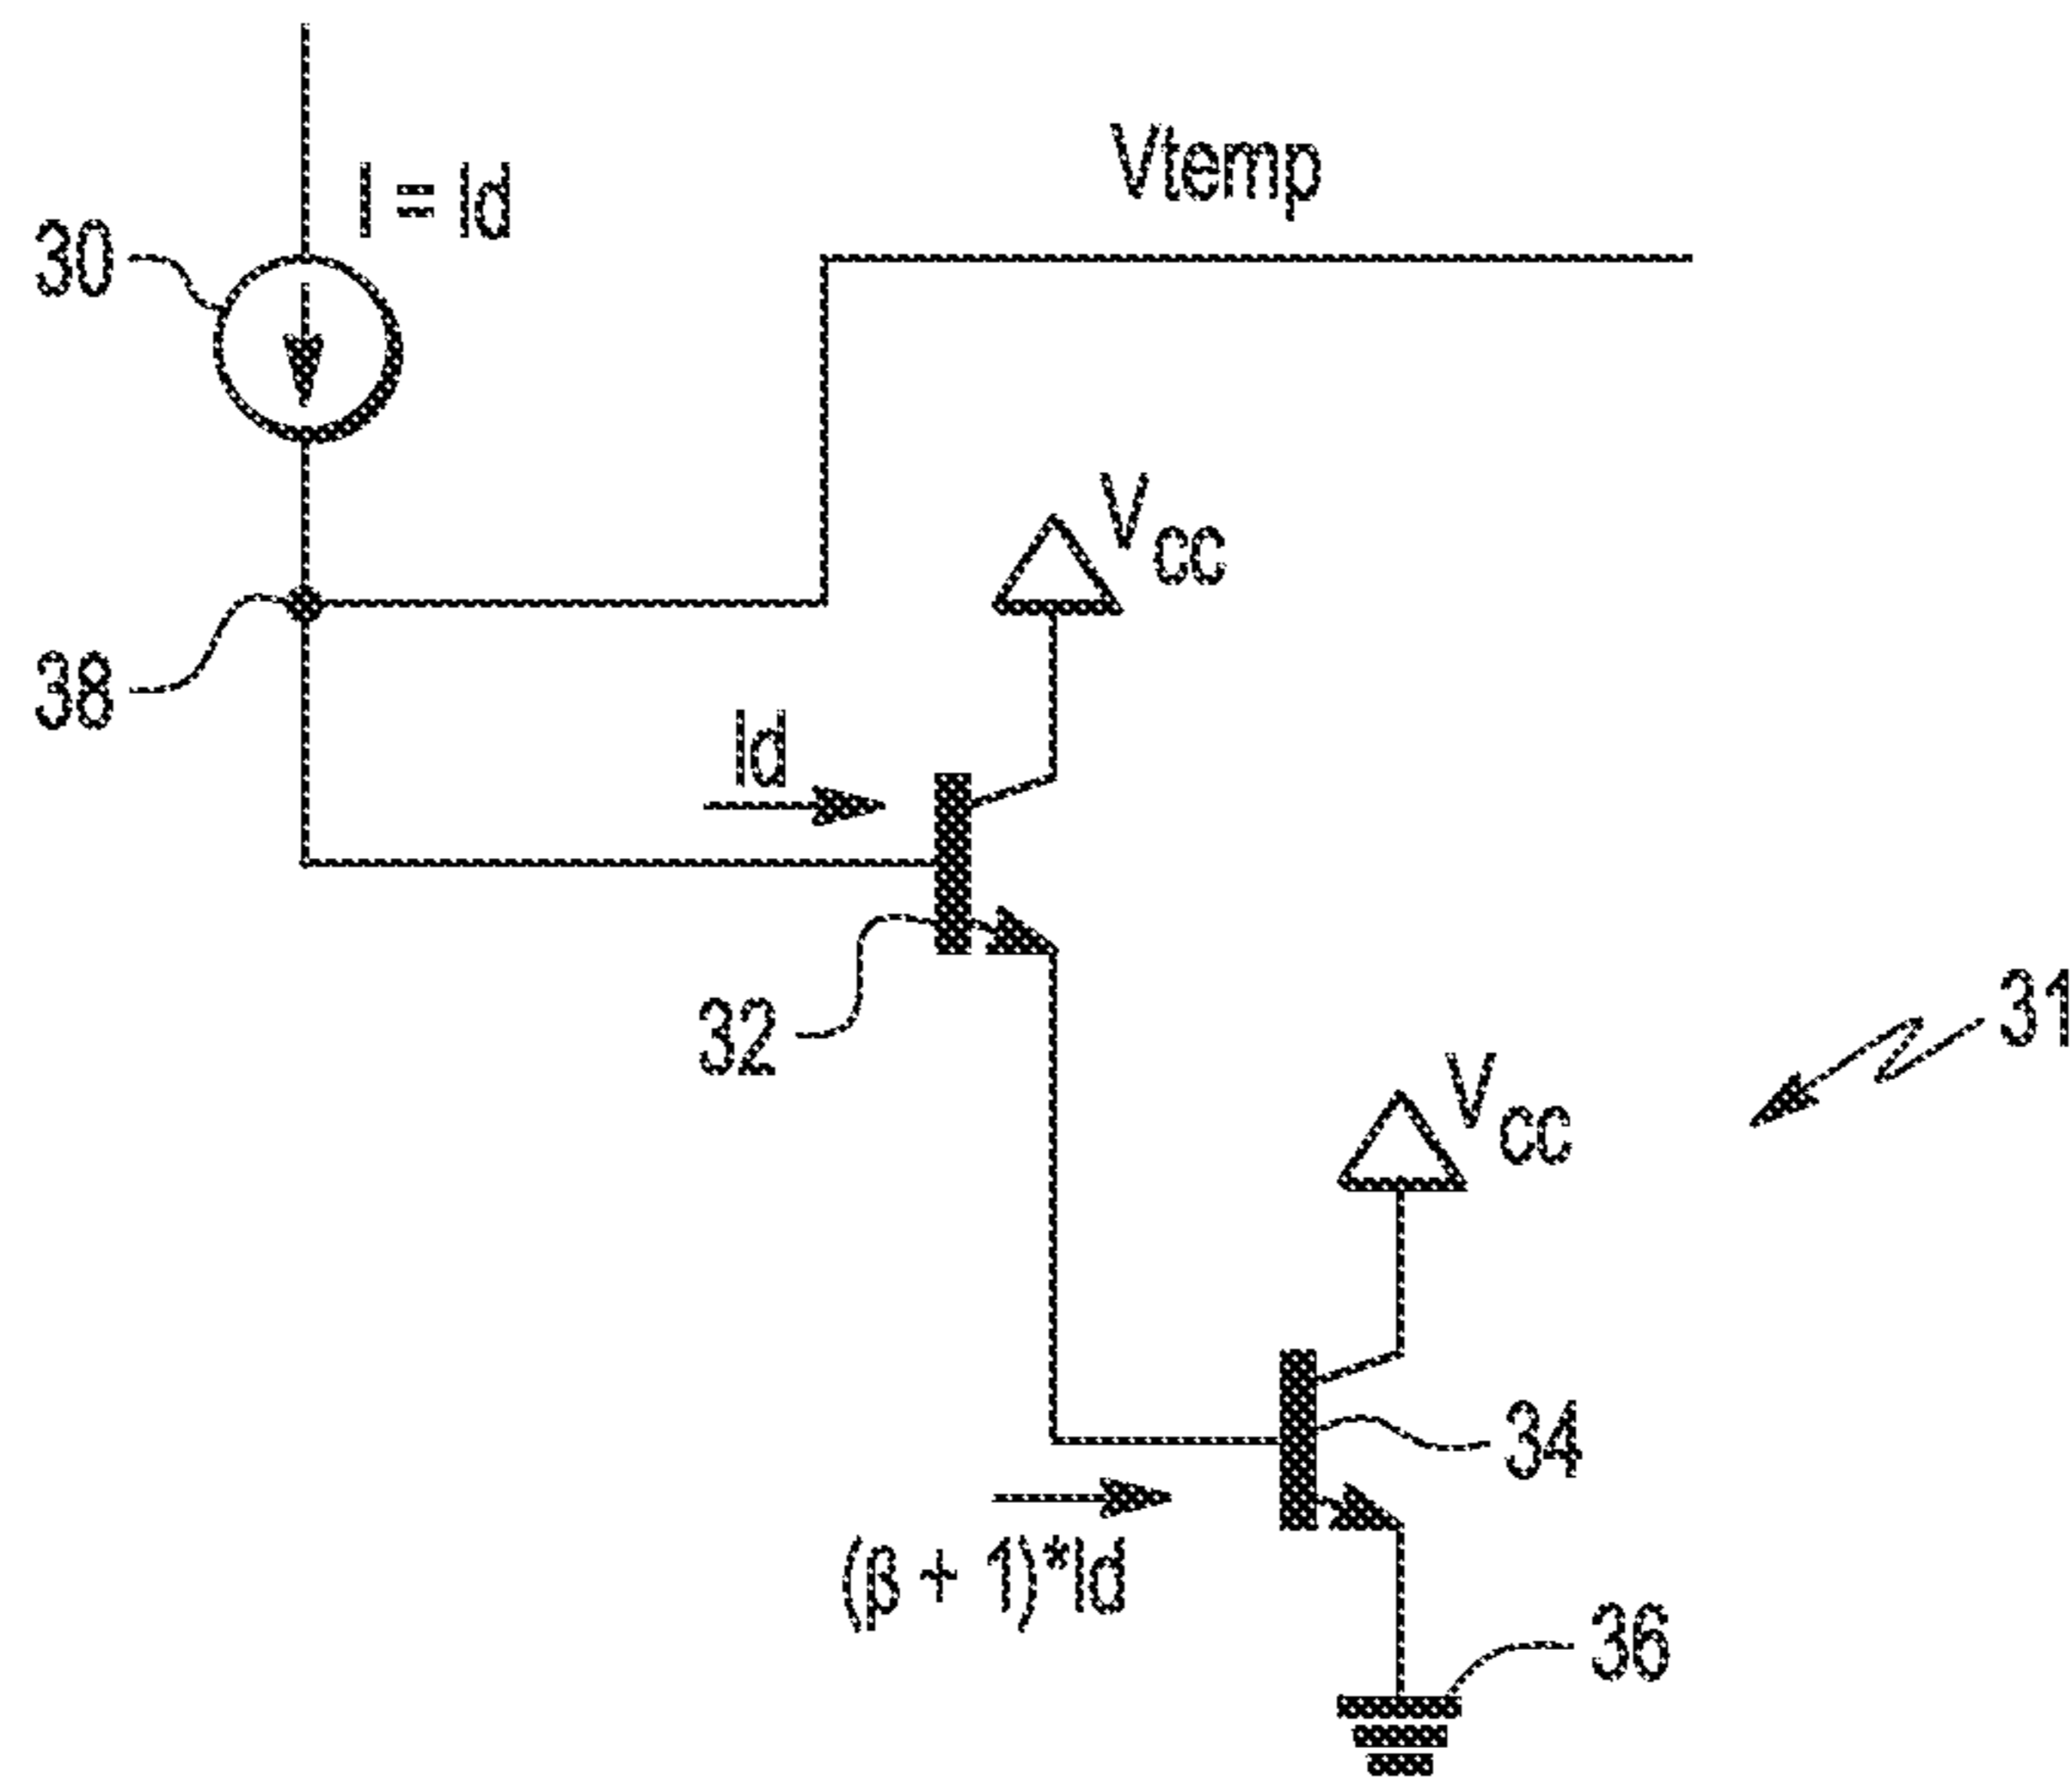 I = Id
Vtemp
30
VCC
38
Id
32
31
VCC
34
(β + 1)*Id
36